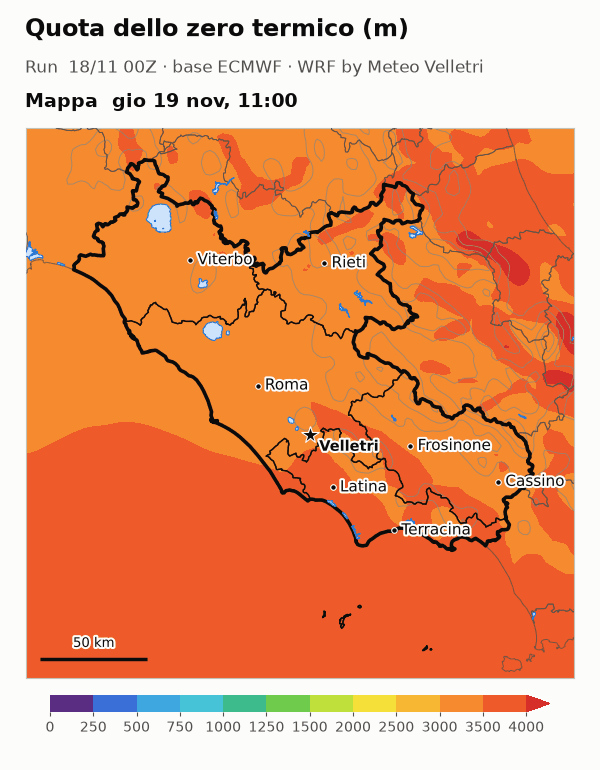 Quota dello zero termico (m)
Run  18/11 00Z · base ECMWF · WRF by Meteo Velletri
Mappa  gio 19 nov, 11:00
Viterbo
Rieti
Roma
Velletri
Frosinone
Latina
Cassino
Terracina
50 km
0 250 500 750 1000 1250 1500 2000 2500 3000 3500 4000